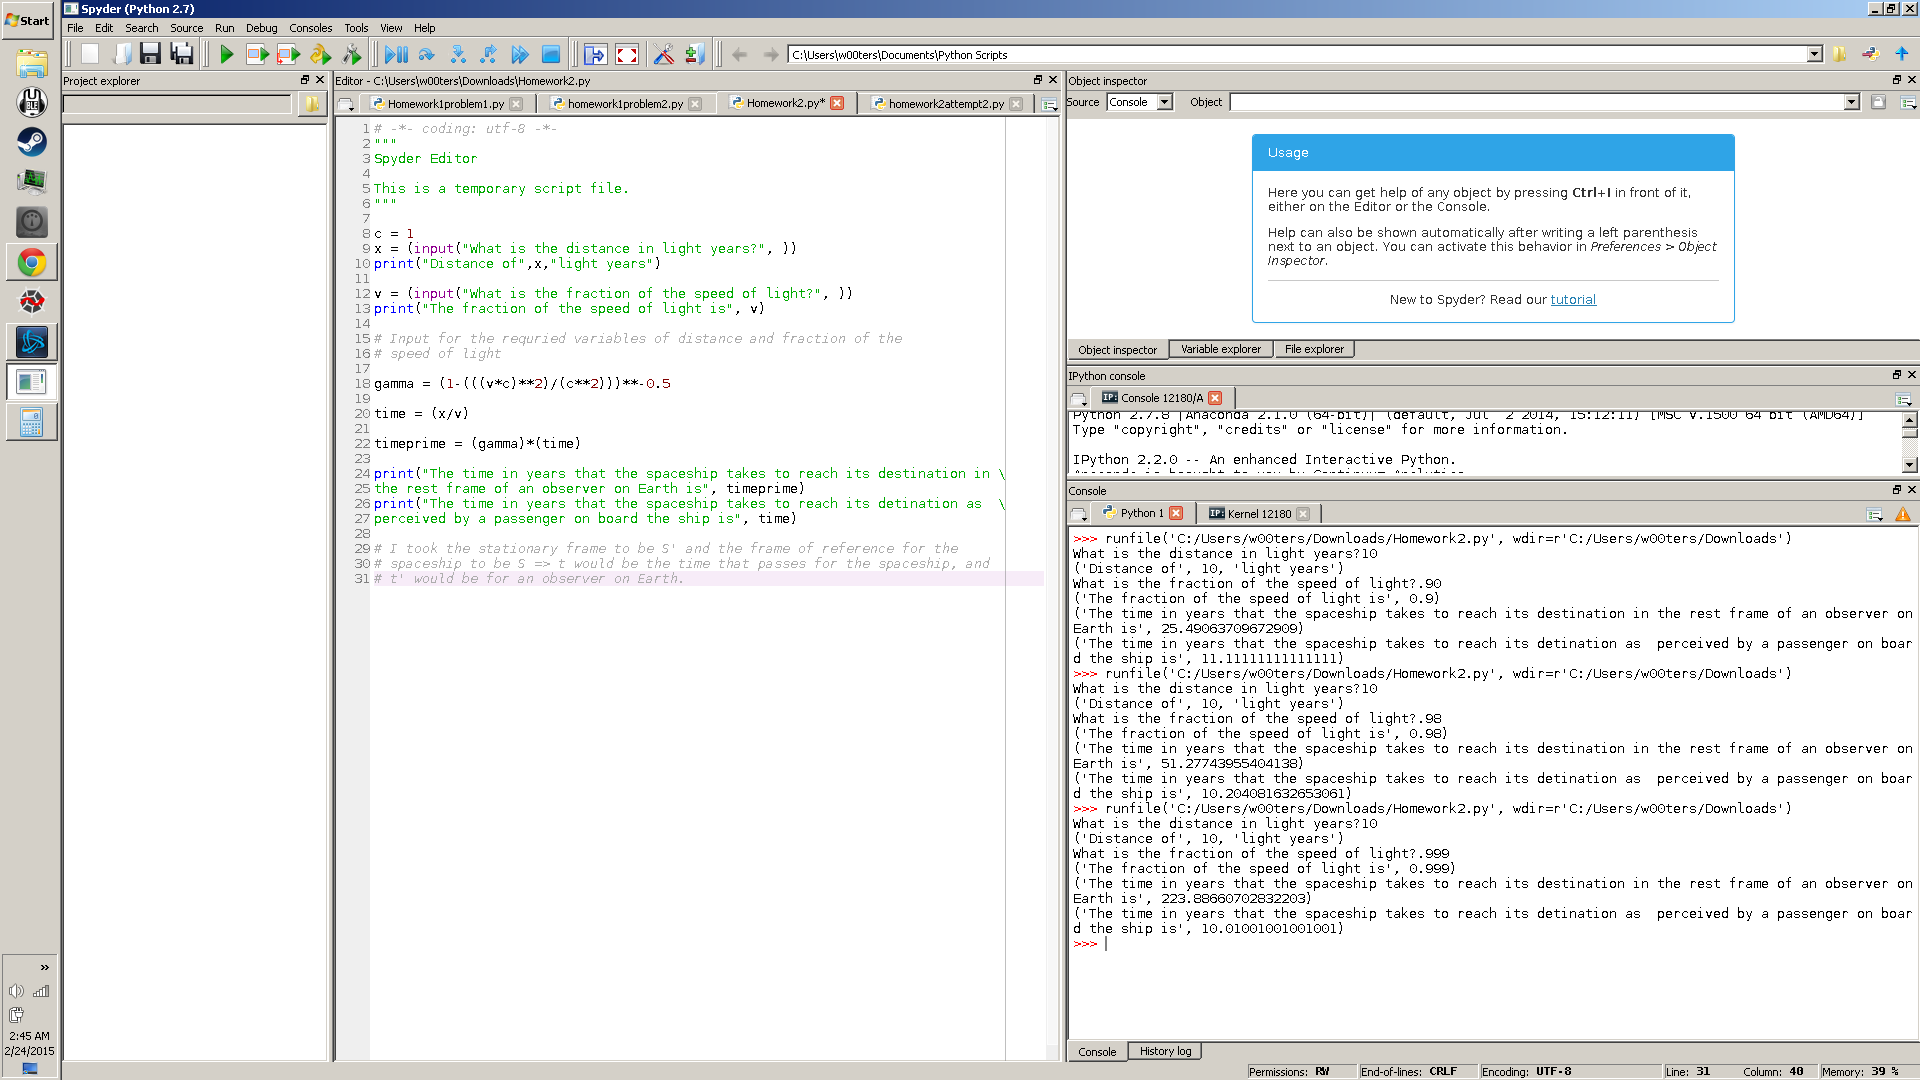 Start
Spyder (Python 2.7)
File Edit Search Source Run Debug Consoles Tools View Help
C:\Users\w00ters\Documents\Python Scripts
Project explorer
Editor - C:\Users\w00ters\Downloads\Homework2.py
Homework1problem1.py
homework1problem2.py
Homework2.py*
homework2attempt2.py
1 # -*- coding: utf-8 -*-
2 """
3 Spyder Editor
4
5 This is a temporary script file.
6 """
7
8 c = 1
9 x = (input("What is the distance in light years?", ))
10 print("Distance of",x,"light years")
11
12 v = (input("What is the fraction of the speed of light?", ))
13 print("The fraction of the speed of light is", v)
14
15 # Input for the requried variables of distance and fraction of the
16 # speed of light
17
18 gamma = (1-(((v*c)**2)/(c**2)))**-0.5
19
20 time = (x/v)
21
22 timeprime = (gamma)*(time)
23
24 print("The time in years that the spaceship takes to reach its destination in \
25 the rest frame of an observer on Earth is", timeprime)
26 print("The time in years that the spaceship takes to reach its detination as  \
27 perceived by a passenger on board the ship is", time)
28
29 # I took the stationary frame to be S' and the frame of reference for the
30 # spaceship to be S => t would be the time that passes for the spaceship, and
31 # t' would be for an observer on Earth.
Object inspector
Source Console Object
Usage
Here you can get help of any object by pressing Ctrl+I in front of it,
either on the Editor or the Console.
Help can also be shown automatically after writing a left parenthesis
next to an object. You can activate this behavior in Preferences > Object
Inspector.
New to Spyder? Read our tutorial
Object inspector Variable explorer File explorer
IPython console
IP: Console 12180/A
Python 2.7.8 |Anaconda 2.1.0 (64-bit)| (default, Jul  2 2014, 15:12:11) [MSC v.1500 64 bit (AMD64)]
Type "copyright", "credits" or "license" for more information.
IPython 2.2.0 -- An enhanced Interactive Python.
Anaconda is brought to you by Continuum Analytics.
Console
Python 1
IP: Kernel 12180
>>> runfile('C:/Users/w00ters/Downloads/Homework2.py', wdir=r'C:/Users/w00ters/Downloads')
What is the distance in light years?10
('Distance of', 10, 'light years')
What is the fraction of the speed of light?.90
('The fraction of the speed of light is', 0.9)
('The time in years that the spaceship takes to reach its destination in the rest frame of an observer on
Earth is', 25.49063709672909)
('The time in years that the spaceship takes to reach its detination as  perceived by a passenger on boar
d the ship is', 11.11111111111111)
>>> runfile('C:/Users/w00ters/Downloads/Homework2.py', wdir=r'C:/Users/w00ters/Downloads')
What is the distance in light years?10
('Distance of', 10, 'light years')
What is the fraction of the speed of light?.98
('The fraction of the speed of light is', 0.98)
('The time in years that the spaceship takes to reach its destination in the rest frame of an observer on
Earth is', 51.27743955404138)
('The time in years that the spaceship takes to reach its detination as  perceived by a passenger on boar
d the ship is', 10.204081632653061)
>>> runfile('C:/Users/w00ters/Downloads/Homework2.py', wdir=r'C:/Users/w00ters/Downloads')
What is the distance in light years?10
('Distance of', 10, 'light years')
What is the fraction of the speed of light?.999
('The fraction of the speed of light is', 0.999)
('The time in years that the spaceship takes to reach its destination in the rest frame of an observer on
Earth is', 223.88660702832203)
('The time in years that the spaceship takes to reach its detination as  perceived by a passenger on boar
d the ship is', 10.01001001001001)
>>>
Console History log
2:45 AM
2/24/2015
Permissions: RW End-of-lines: CRLF Encoding: UTF-8 Line: 31 Column: 40 Memory: 39 %